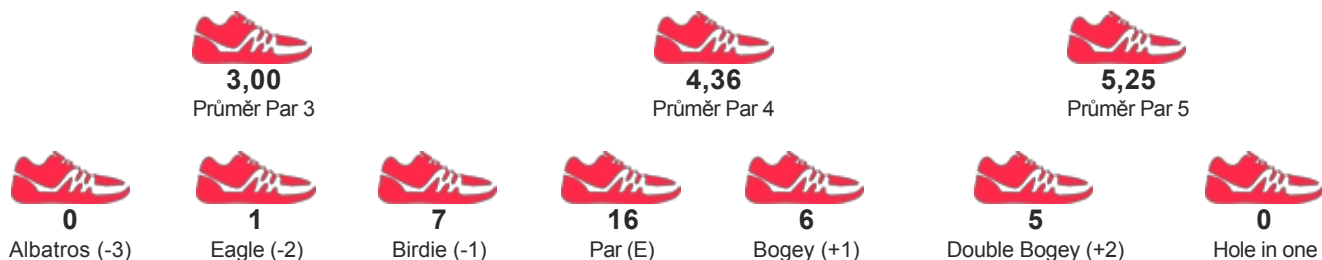 3,00
Průměr Par 3
4,36
Průměr Par 4
5,25
Průměr Par 5
0
Albatros (-3)
1
Eagle (-2)
7
Birdie (-1)
16
Par (E)
6
Bogey (+1)
5
Double Bogey (+2)
0
Hole in one